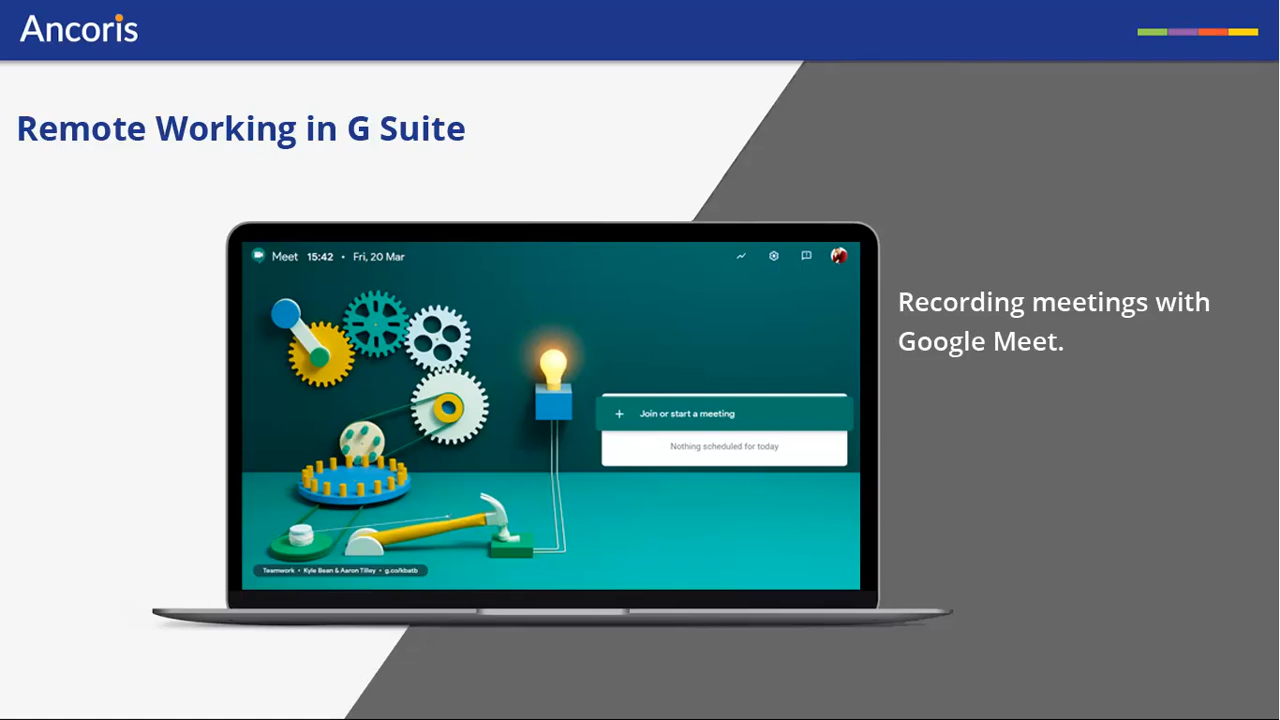 Ancoris
Remote Working in G Suite
Meet 15:42 • Fri, 20 Mar
Recording meetings with
Google Meet.
+ Join or start a meeting
Nothing scheduled for today
Teamwork • Kyle Bean & Aaron Tilley • g.co/kbatb